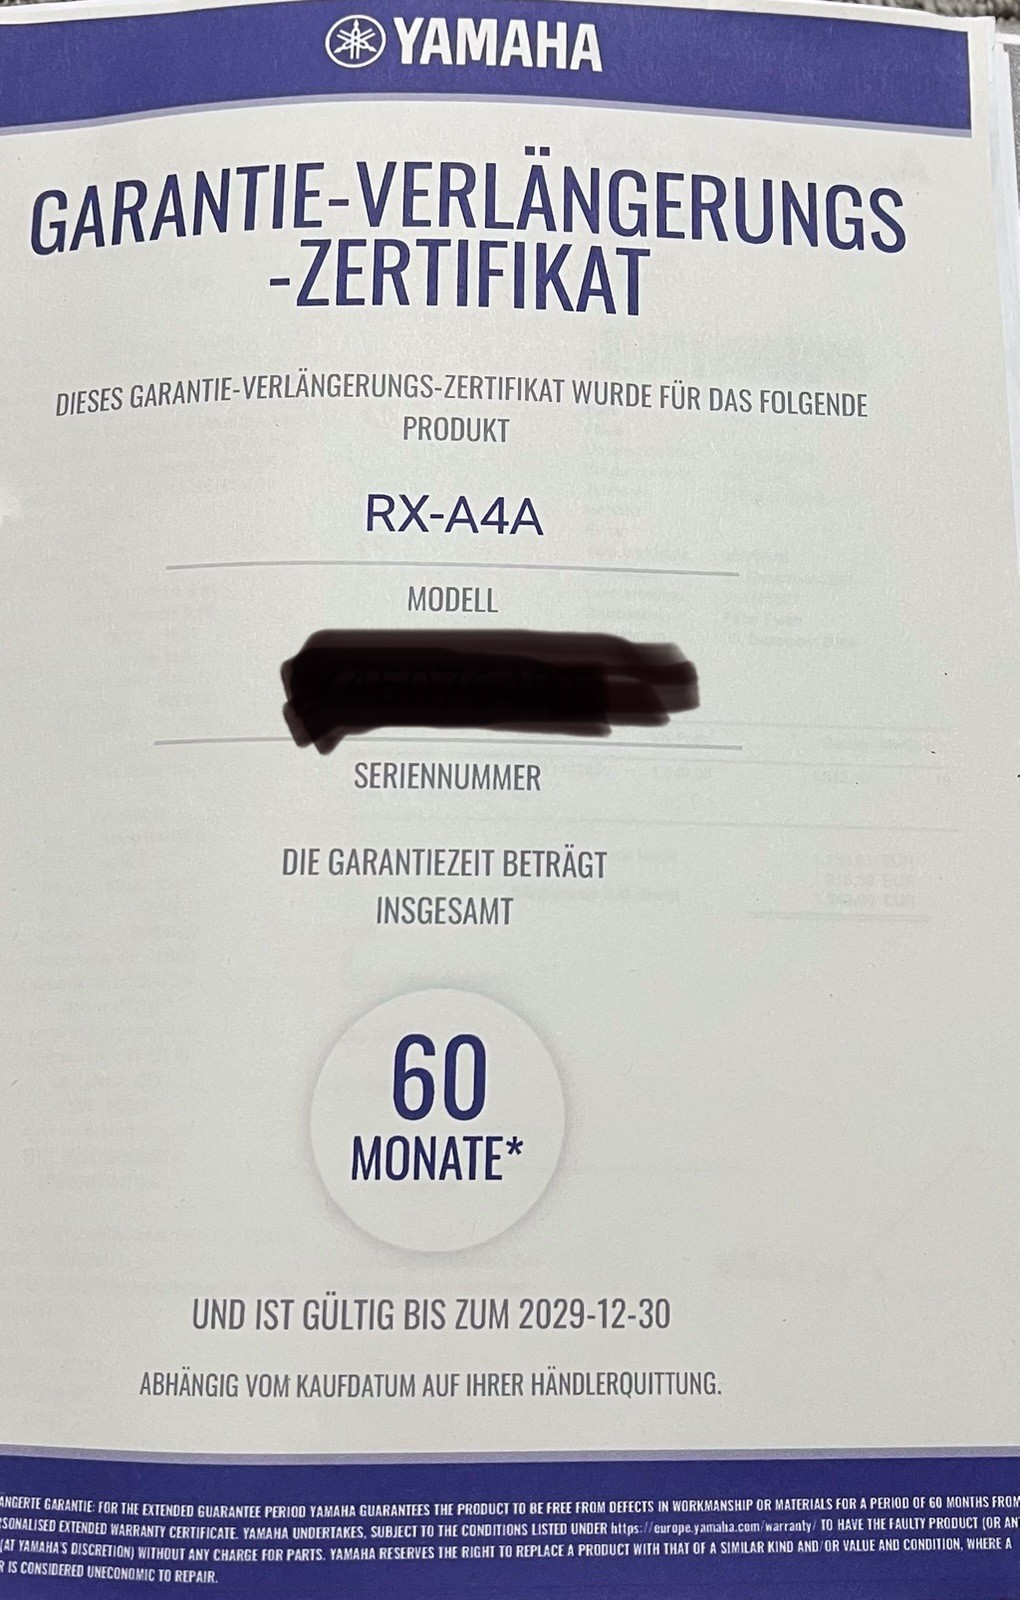 YAMAHA
GARANTIE-VERLÄNGERUNGS
-ZERTIFIKAT
DIESES GARANTIE-VERLÄNGERUNGS-ZERTIFIKAT WURDE FÜR DAS FOLGENDE
PRODUKT
RX-A4A
MODELL
SERIENNUMMER
DIE GARANTIEZEIT BETRÄGT
INSGESAMT
60
MONATE*
UND IST GÜLTIG BIS ZUM 2029-12-30
ABHÄNGIG VOM KAUFDATUM AUF IHRER HÄNDLERQUITTUNG.
ÄNGERTE GARANTIE: FOR THE EXTENDED GUARANTEE PERIOD YAMAHA GUARANTEES THE PRODUCT TO BE FREE FROM DEFECTS IN WORKMANSHIP OR MATERIALS FOR A PERIOD OF 60 MONTHS FROM
RSONALISED EXTENDED WARRANTY CERTIFICATE. YAMAHA UNDERTAKES, SUBJECT TO THE CONDITIONS LISTED UNDER https://europe.yamaha.com/warranty/ TO HAVE THE FAULTY PRODUCT (OR AN
(AT YAMAHA'S DISCRETION) WITHOUT ANY CHARGE FOR PARTS. YAMAHA RESERVES THE RIGHT TO REPLACE A PRODUCT WITH THAT OF A SIMILAR KIND AND/OR VALUE AND CONDITION, WHERE A
R IS CONSIDERED UNECONOMIC TO REPAIR.